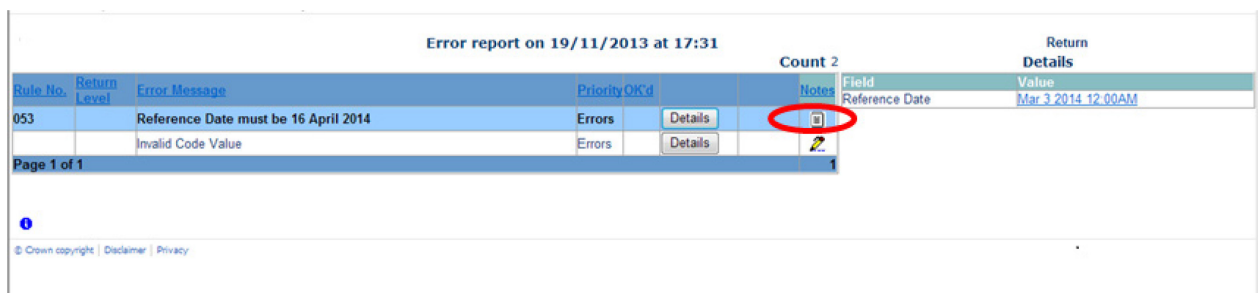 Error report on 19/11/2013 at 17:31
Return
Count 2
Details
Rule No. Return Level Error Message Priority OK'd Notes
Field Value
Reference Date Mar 3 2014 12:00AM
053 Reference Date must be 16 April 2014 Errors Details
Invalid Code Value Errors Details
Page 1 of 1 1
© Crown copyright | Disclaimer | Privacy